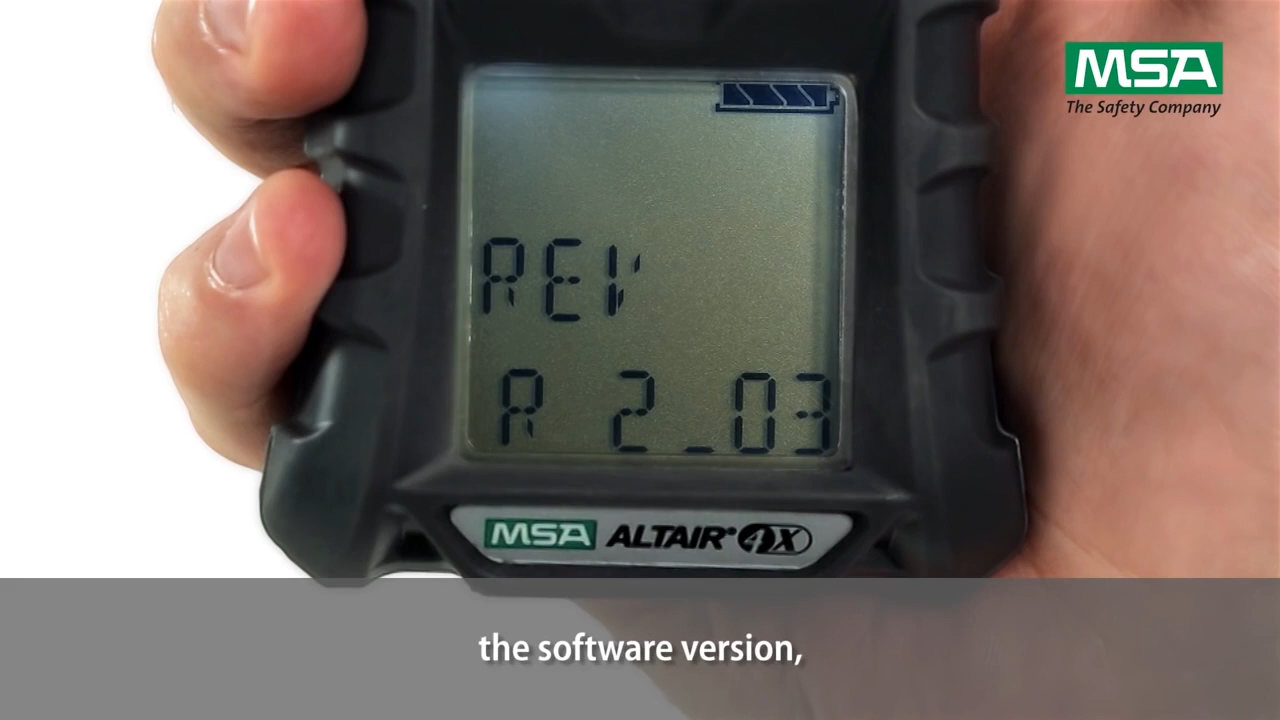 MSA
The Safety Company
REV
R 2_03
MSA ALTAIR® 4X
the software version,